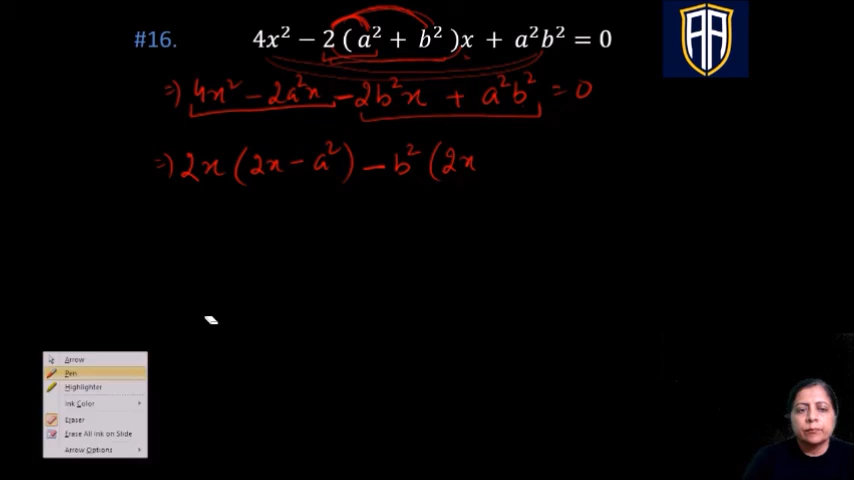 #16. 4x² − 2(a² + b²)x + a²b² = 0
⇒) 4x² − 2a²x − 2b²x + a²b² = 0
⇒) 2x(2x − a²) − b²(2x
AA
Arrow
Pen
Highlighter
Ink Color
Eraser
Erase All Ink on Slide
Arrow Options